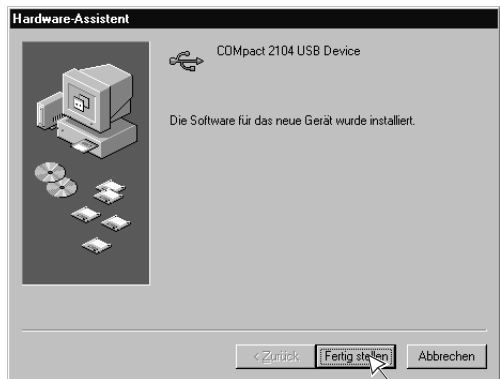 Hardware-Assistent
COMpact 2104 USB Device
Die Software für das neue Gerät wurde installiert.
< Zurück
Fertig stellen
Abbrechen